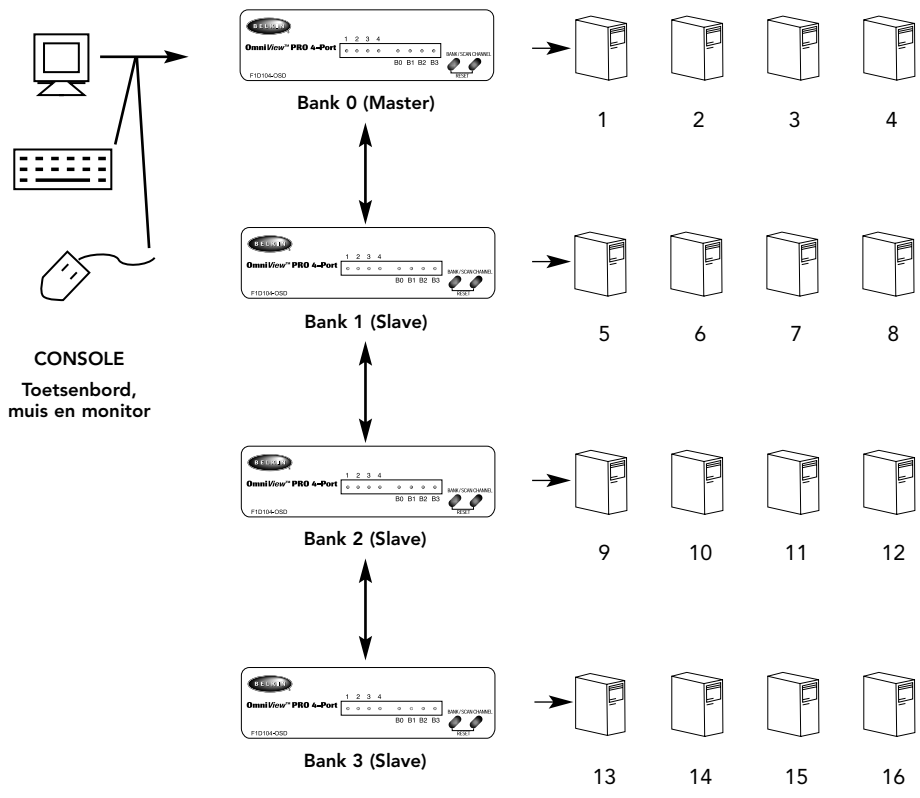 BELKIN
OmniView™ PRO 4-Port
1 2 3 4
B0 B1 B2 B3
BANK/SCAN CHANNEL
RESET
F1D104-OSD
Bank 0 (Master)
1 2 3 4
BELKIN
OmniView™ PRO 4-Port
1 2 3 4
B0 B1 B2 B3
BANK/SCAN CHANNEL
RESET
F1D104-OSD
Bank 1 (Slave)
5 6 7 8
CONSOLE
Toetsenbord,
muis en monitor
BELKIN
OmniView™ PRO 4-Port
1 2 3 4
B0 B1 B2 B3
BANK/SCAN CHANNEL
RESET
F1D104-OSD
Bank 2 (Slave)
9 10 11 12
BELKIN
OmniView™ PRO 4-Port
1 2 3 4
B0 B1 B2 B3
BANK/SCAN CHANNEL
RESET
F1D104-OSD
Bank 3 (Slave)
13 14 15 16